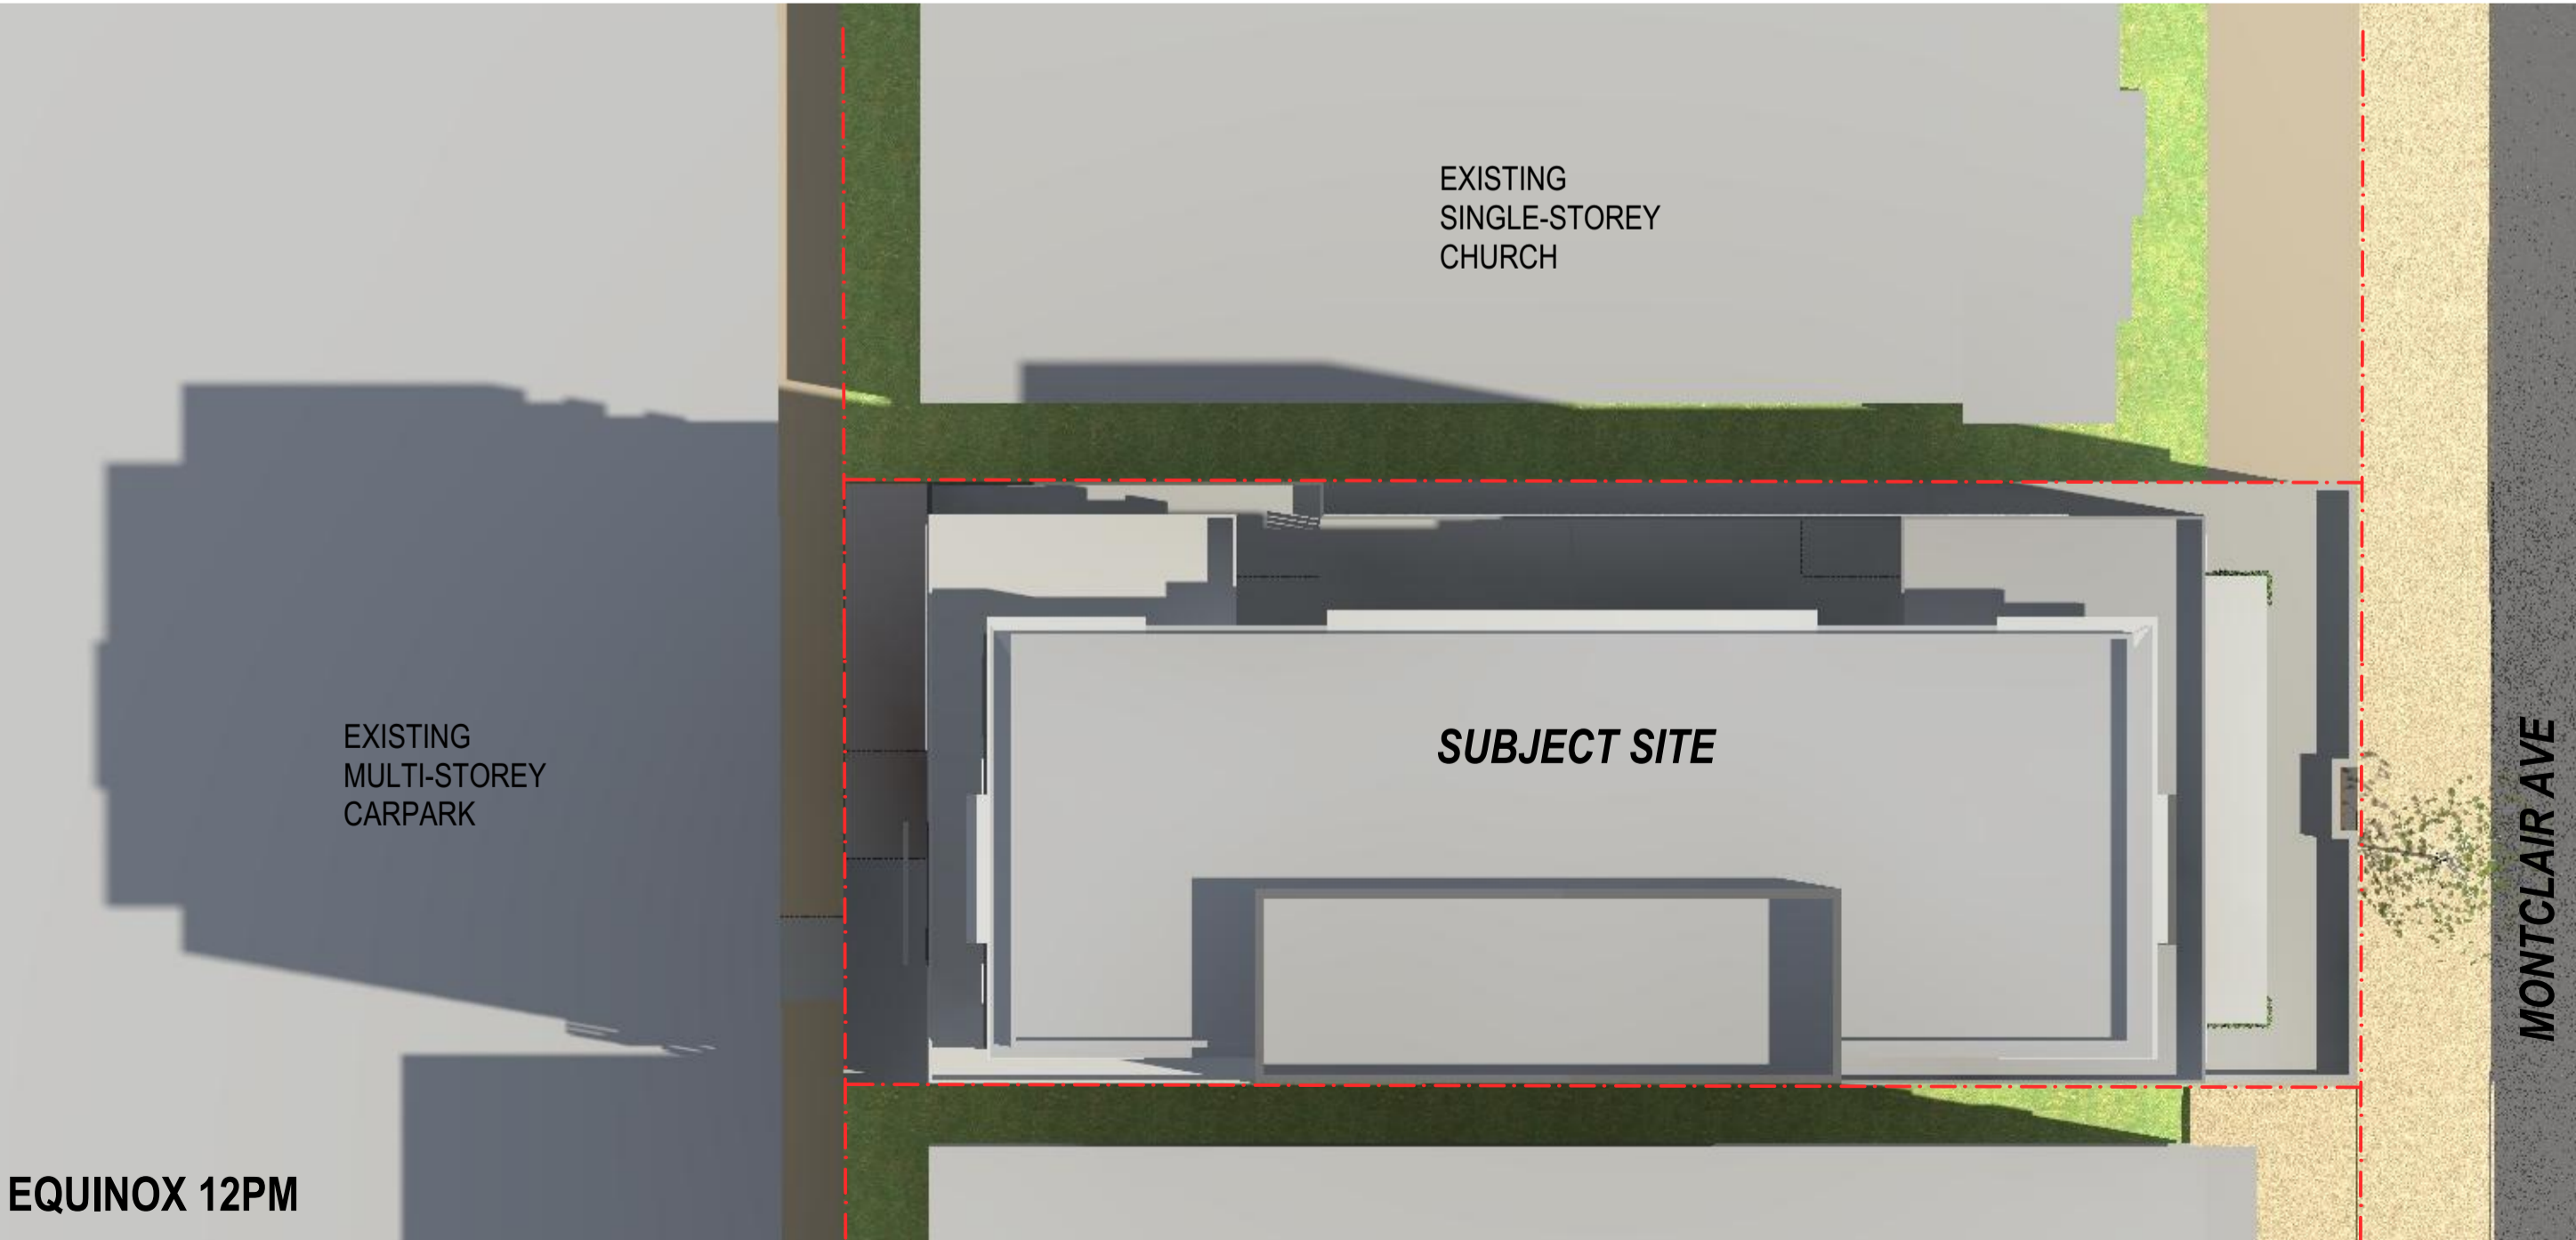 EXISTING
SINGLE-STOREY
CHURCH
EXISTING
MULTI-STOREY
CARPARK
SUBJECT SITE
MONTCLAIR AVE
EQUINOX 12PM